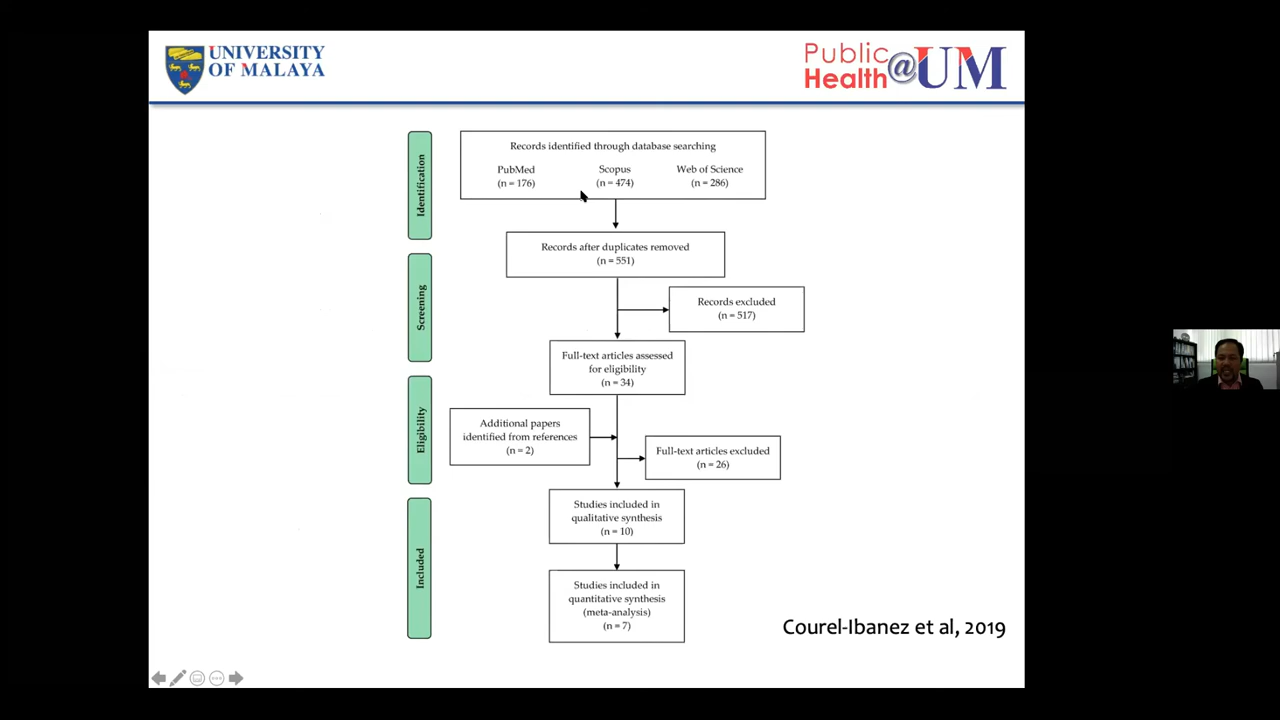 UNIVERSITY
OF MALAYA
Public
Health@UM
Identification
Records identified through database searching
PubMed
(n = 176)
Scopus
(n = 474)
Web of Science
(n = 286)
Records after duplicates removed
(n = 551)
Screening
Records excluded
(n = 517)
Full-text articles assessed
for eligibility
(n = 34)
Eligibility
Additional papers
identified from references
(n = 2)
Full-text articles excluded
(n = 26)
Included
Studies included in
qualitative synthesis
(n = 10)
Studies included in
quantitative synthesis
(meta-analysis)
(n = 7)
Courel-Ibanez et al, 2019